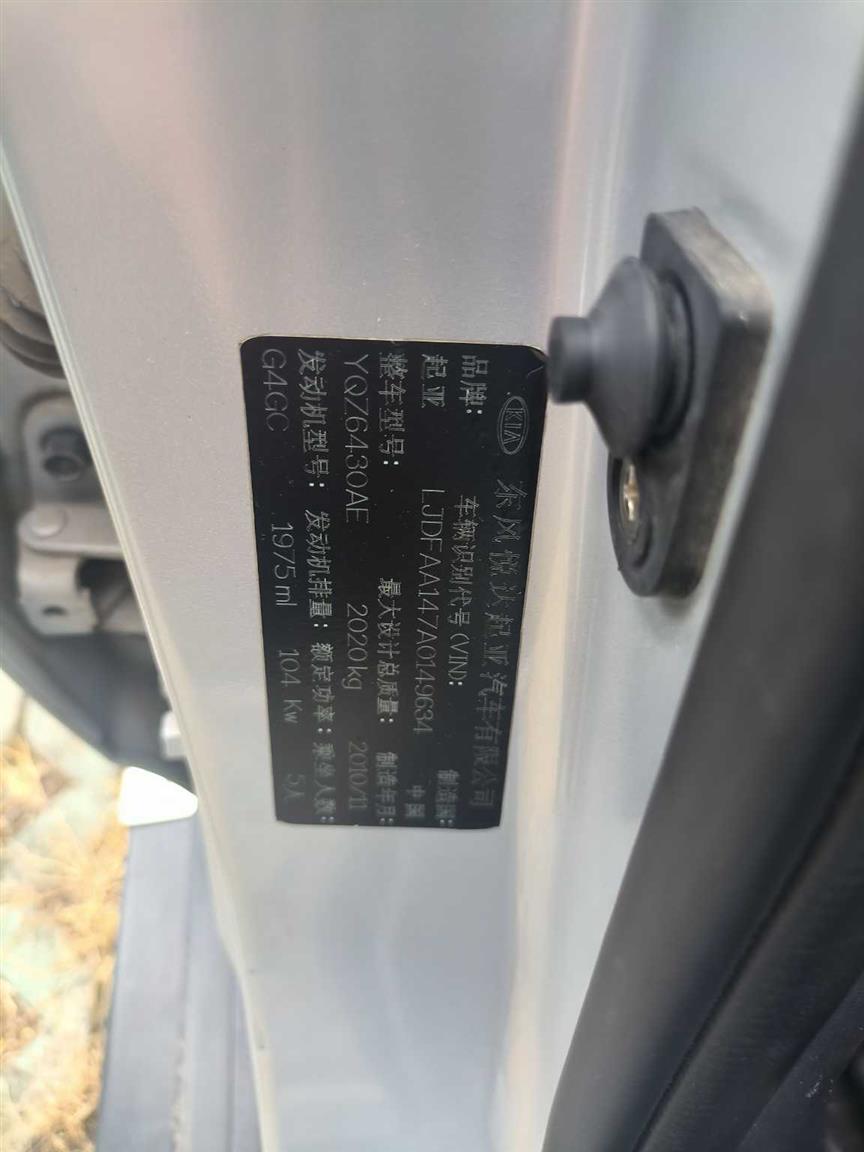 KIA 东风悦达起亚汽车有限公司
品牌: 车辆识别代号(VIN): 制造国:
起亚 LJDFAA147A0149634 中国
整车型号: 最大设计总质量: 制造年月:
YQZ6430AE 2020kg 2010/11
发动机型号: 发动机排量: 额定功率: 乘坐人数:
G4GC 1975ml 104 Kw 5人